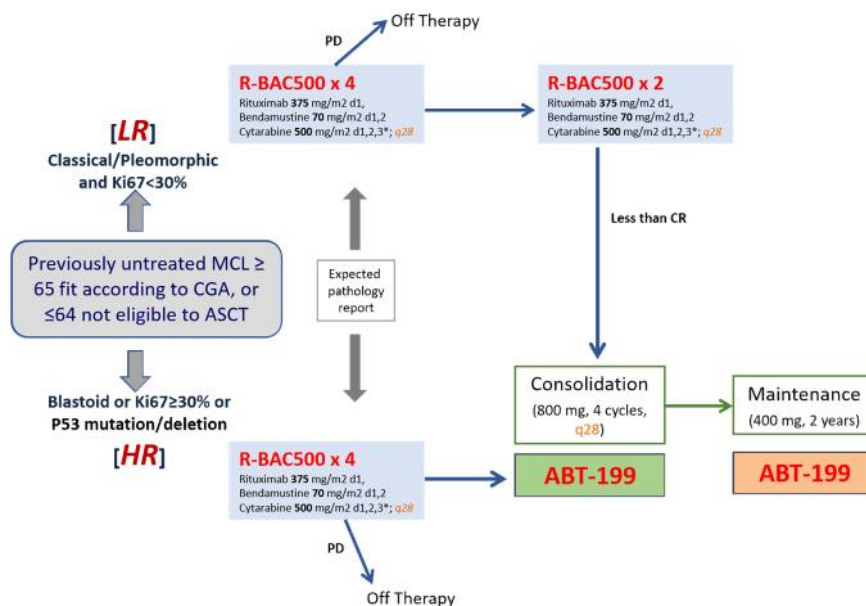 PD
Off Therapy
R-BAC500 x 4
Rituximab 375 mg/m2 d1,
Bendamustine 70 mg/m2 d1,2
Cytarabine 500 mg/m2 d1,2,3*; q28
R-BAC500 x 2
Rituximab 375 mg/m2 d1,
Bendamustine 70 mg/m2 d1,2
Cytarabine 500 mg/m2 d1,2,3*; q28
[LR]
Classical/Pleomorphic
and Ki67<30%
Less than CR
Previously untreated MCL ≥
65 fit according to CGA, or
≤64 not eligible to ASCT
Expected
pathology
report
Blastoid or Ki67≥30% or
P53 mutation/deletion
[HR]
Consolidation
(800 mg, 4 cycles,
q28)
Maintenance
(400 mg, 2 years)
R-BAC500 x 4
Rituximab 375 mg/m2 d1,
Bendamustine 70 mg/m2 d1,2
Cytarabine 500 mg/m2 d1,2,3*; q28
ABT-199
ABT-199
PD
Off Therapy